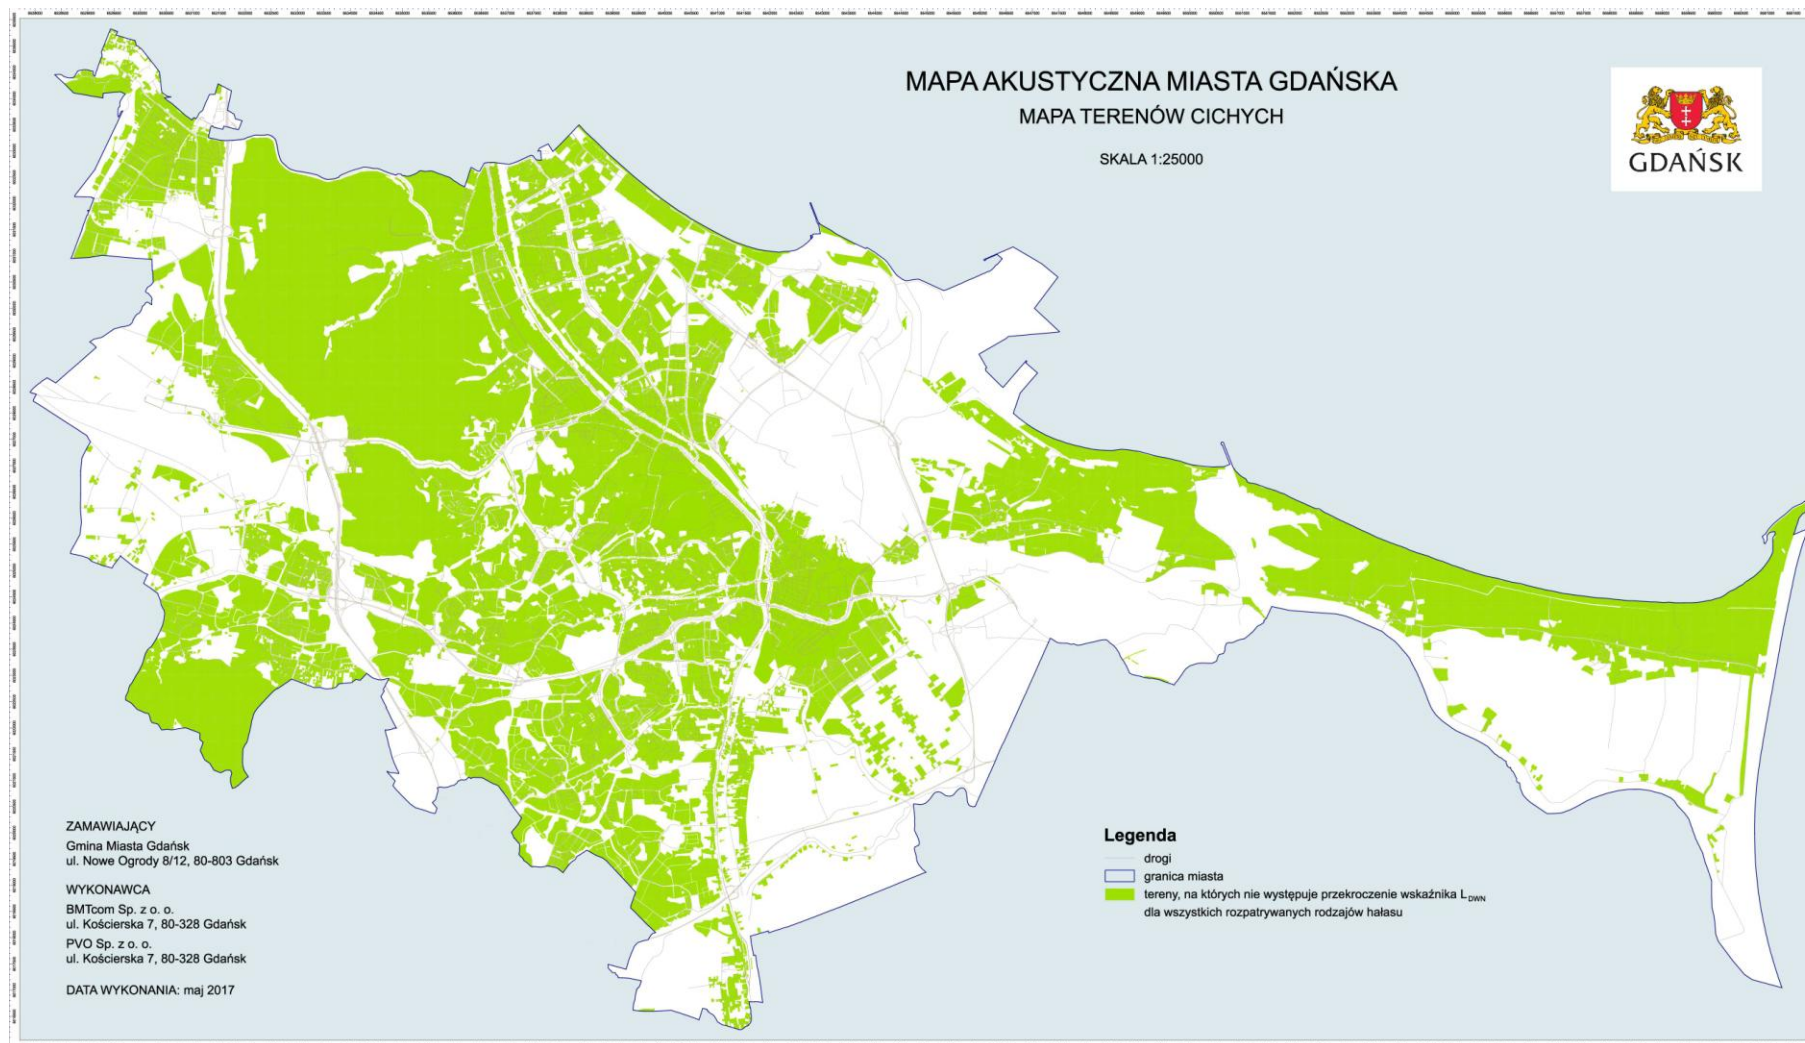 MAPA AKUSTYCZNA MIASTA GDAŃSKA
MAPA TERENÓW CICHYCH
SKALA 1:25000
GDAŃSK
ZAMAWIAJĄCY
Gmina Miasta Gdańsk
ul. Nowe Ogrody 8/12, 80-803 Gdańsk
WYKONAWCA
BMTcom Sp. z o. o.
ul. Kościerska 7, 80-328 Gdańsk
PVO Sp. z o. o.
ul. Kościerska 7, 80-328 Gdańsk
DATA WYKONANIA: maj 2017
Legenda
drogi
granica miasta
tereny, na których nie występuje przekroczenie wskaźnika L DWN
dla wszystkich rozpatrywanych rodzajów hałasu